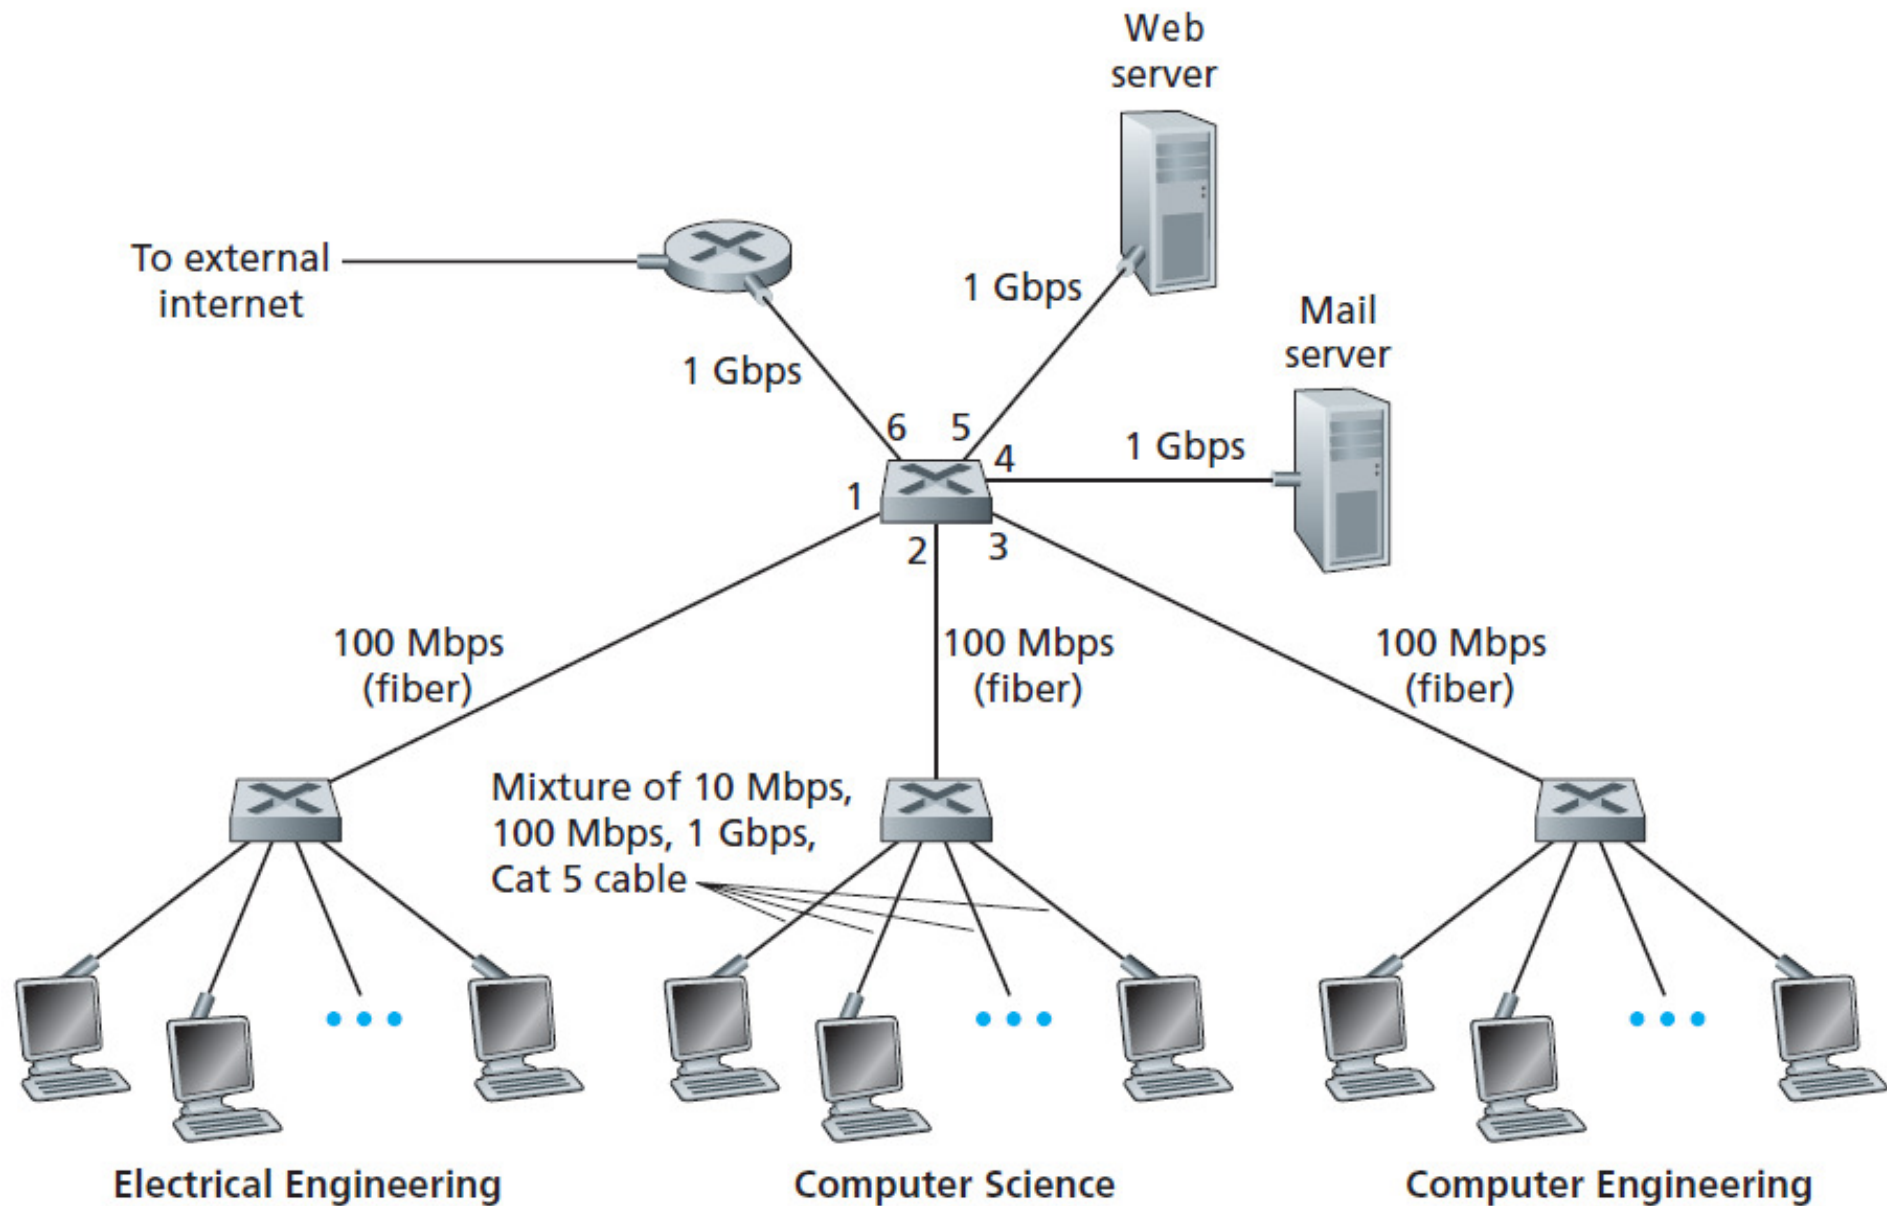 Web
server
To external
internet
1 Gbps
Mail
server
1 Gbps
6
5
4
1 Gbps
1
2
3
100 Mbps
(fiber)
100 Mbps
(fiber)
100 Mbps
(fiber)
Mixture of 10 Mbps,
100 Mbps, 1 Gbps,
Cat 5 cable
Electrical Engineering
Computer Science
Computer Engineering